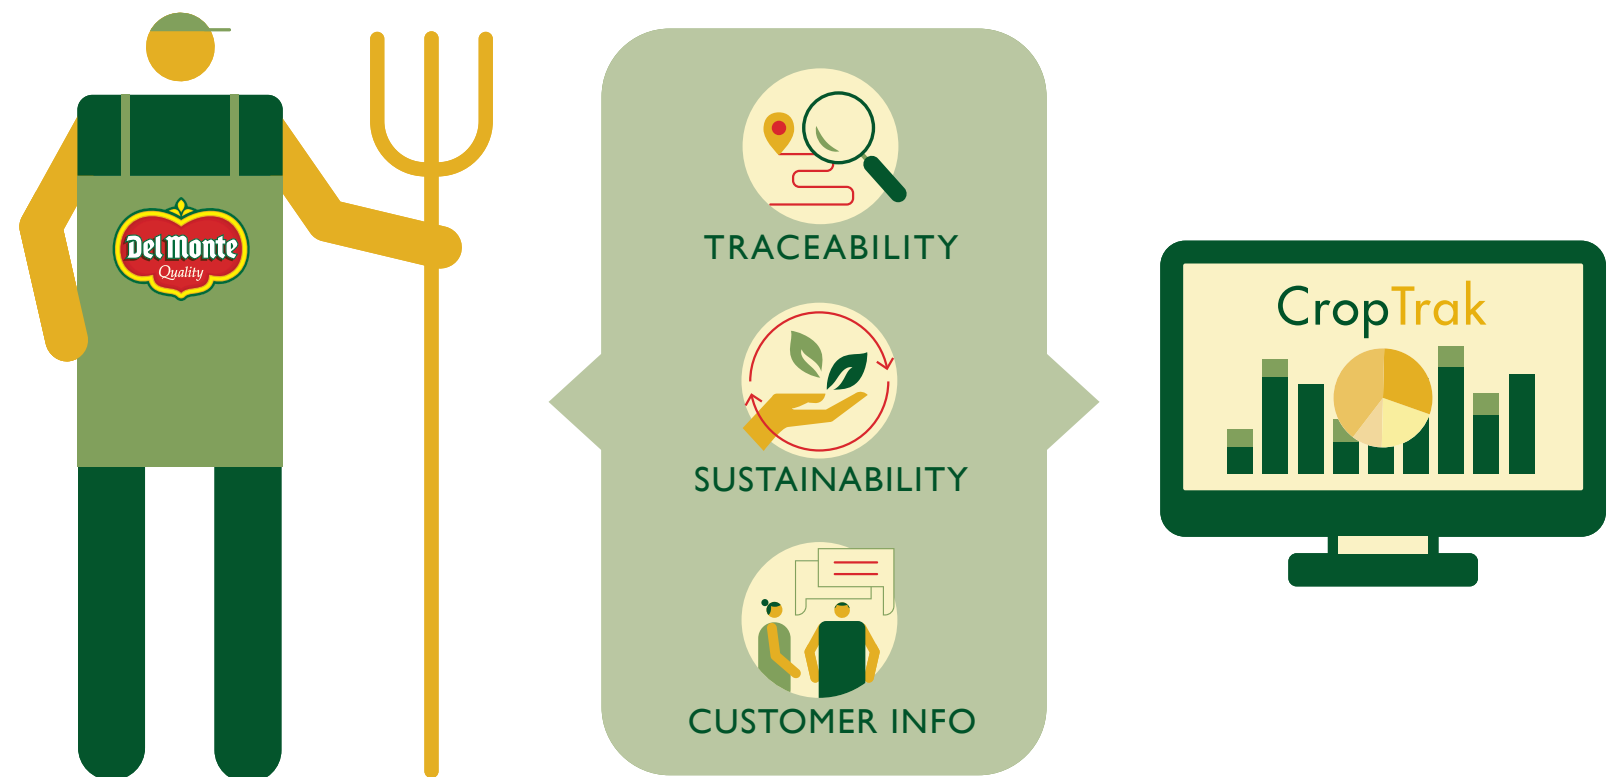 Del Monte
Quality
TRACEABILITY
SUSTAINABILITY
CUSTOMER INFO
CropTrak